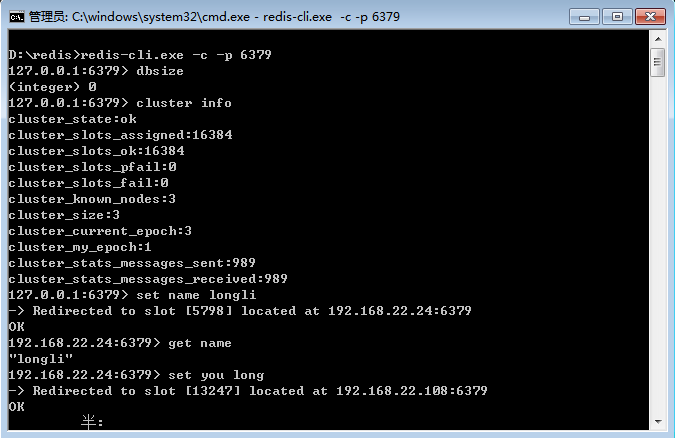 管理员: C:\windows\system32\cmd.exe - redis-cli.exe  -c -p 6379
D:\redis>redis-cli.exe -c -p 6379
127.0.0.1:6379> dbsize
(integer) 0
127.0.0.1:6379> cluster info
cluster_state:ok
cluster_slots_assigned:16384
cluster_slots_ok:16384
cluster_slots_pfail:0
cluster_slots_fail:0
cluster_known_nodes:3
cluster_size:3
cluster_current_epoch:3
cluster_my_epoch:1
cluster_stats_messages_sent:989
cluster_stats_messages_received:989
127.0.0.1:6379> set name longli
-> Redirected to slot [5798] located at 192.168.22.24:6379
OK
192.168.22.24:6379> get name
"longli"
192.168.22.24:6379> set you long
-> Redirected to slot [13247] located at 192.168.22.108:6379
OK
半: